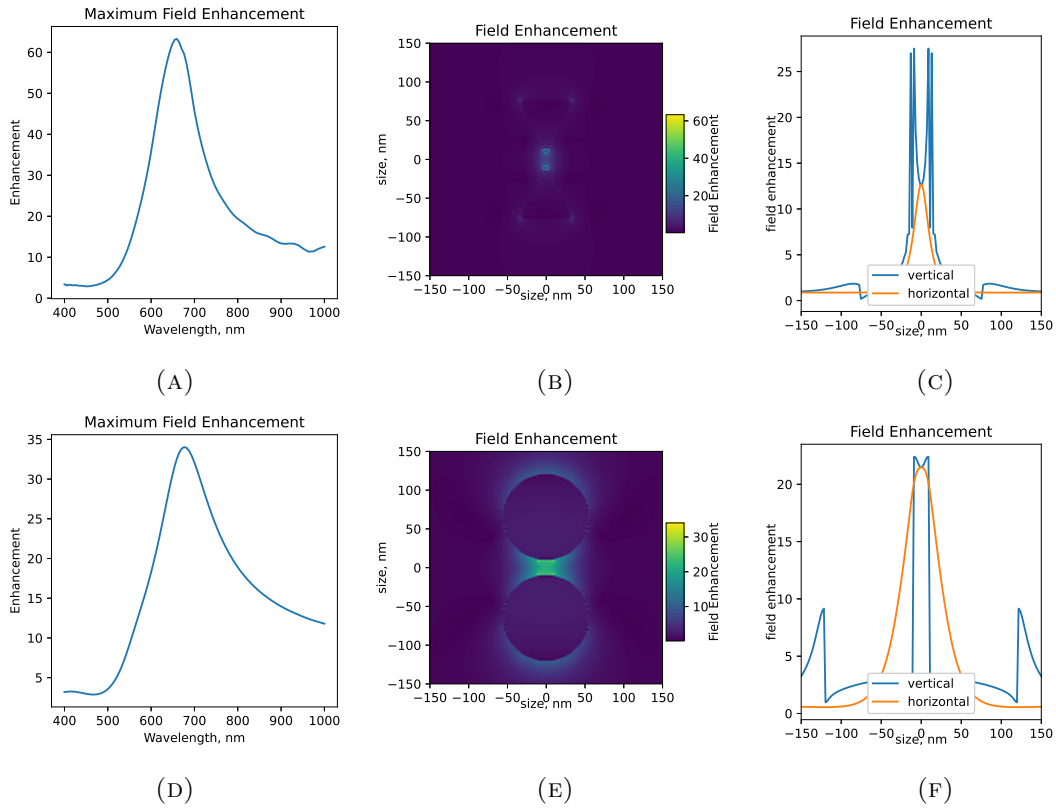 Maximum Field Enhancement
Enhancement
60
50
40
30
20
10
0
400 500 600 700 800 900 1000
Wavelength, nm
(A)
Field Enhancement
size, nm
150
100
50
0
−50
−100
−150
−150 −100 −50 0 50 100 150
size, nm
60
40
20
Field Enhancement
(B)
Field Enhancement
field enhancement
25
20
15
10
5
0
vertical
horizontal
−150 −100 −50 0 50 100 150
size, nm
(C)
Maximum Field Enhancement
Enhancement
35
30
25
20
15
10
5
400 500 600 700 800 900 1000
Wavelength, nm
(D)
Field Enhancement
size, nm
150
100
50
0
−50
−100
−150
−150 −100 −50 0 50 100 150
size, nm
30
20
10
Field Enhancement
(E)
Field Enhancement
field enhancement
20
15
10
5
0
vertical
horizontal
−150 −100 −50 0 50 100 150
size, nm
(F)